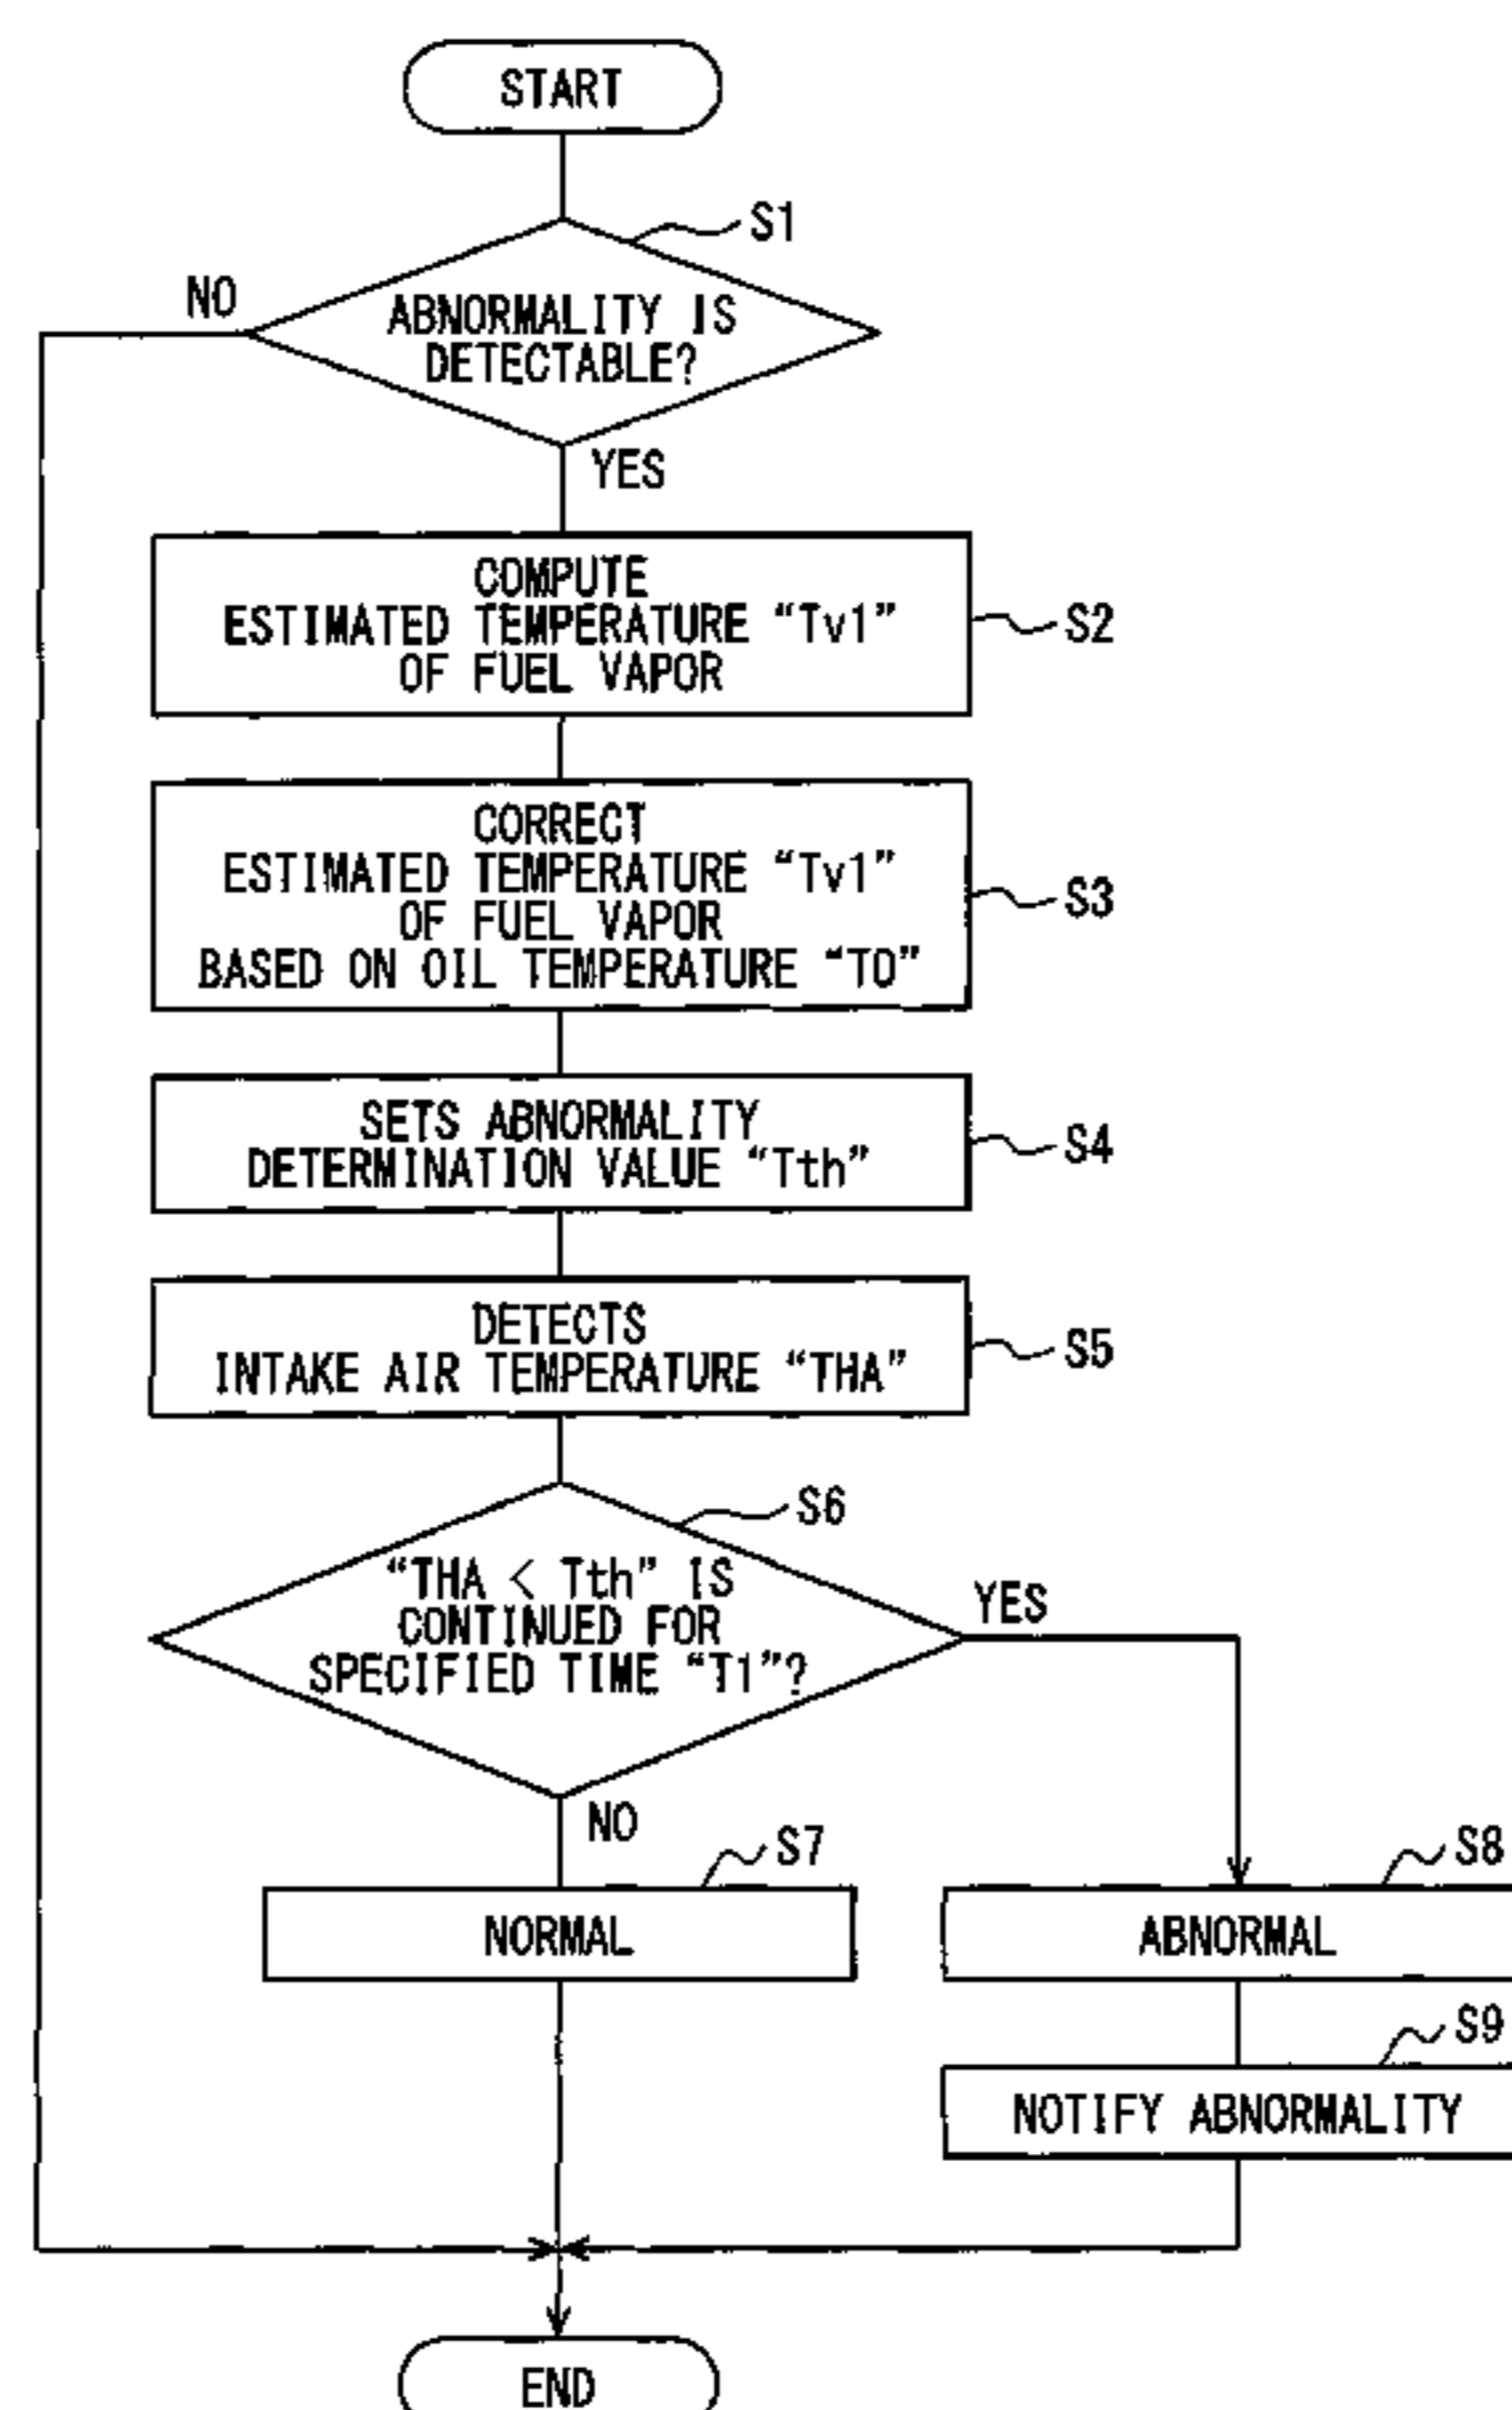 START
S1
NO
ABNORMALITY IS
DETECTABLE?
YES
COMPUTE
ESTIMATED TEMPERATURE “Tv1”
OF FUEL VAPOR
S2
CORRECT
ESTIMATED TEMPERATURE “Tv1”
OF FUEL VAPOR
BASED ON OIL TEMPERATURE “TO”
S3
SETS ABNORMALITY
DETERMINATION VALUE “Tth”
S4
DETECTS
INTAKE AIR TEMPERATURE “THA”
S5
S6
“THA < Tth” IS
CONTINUED FOR
SPECIFIED TIME “T1”?
YES
NO
S7
S8
NORMAL
ABNORMAL
S9
NOTIFY ABNORMALITY
END